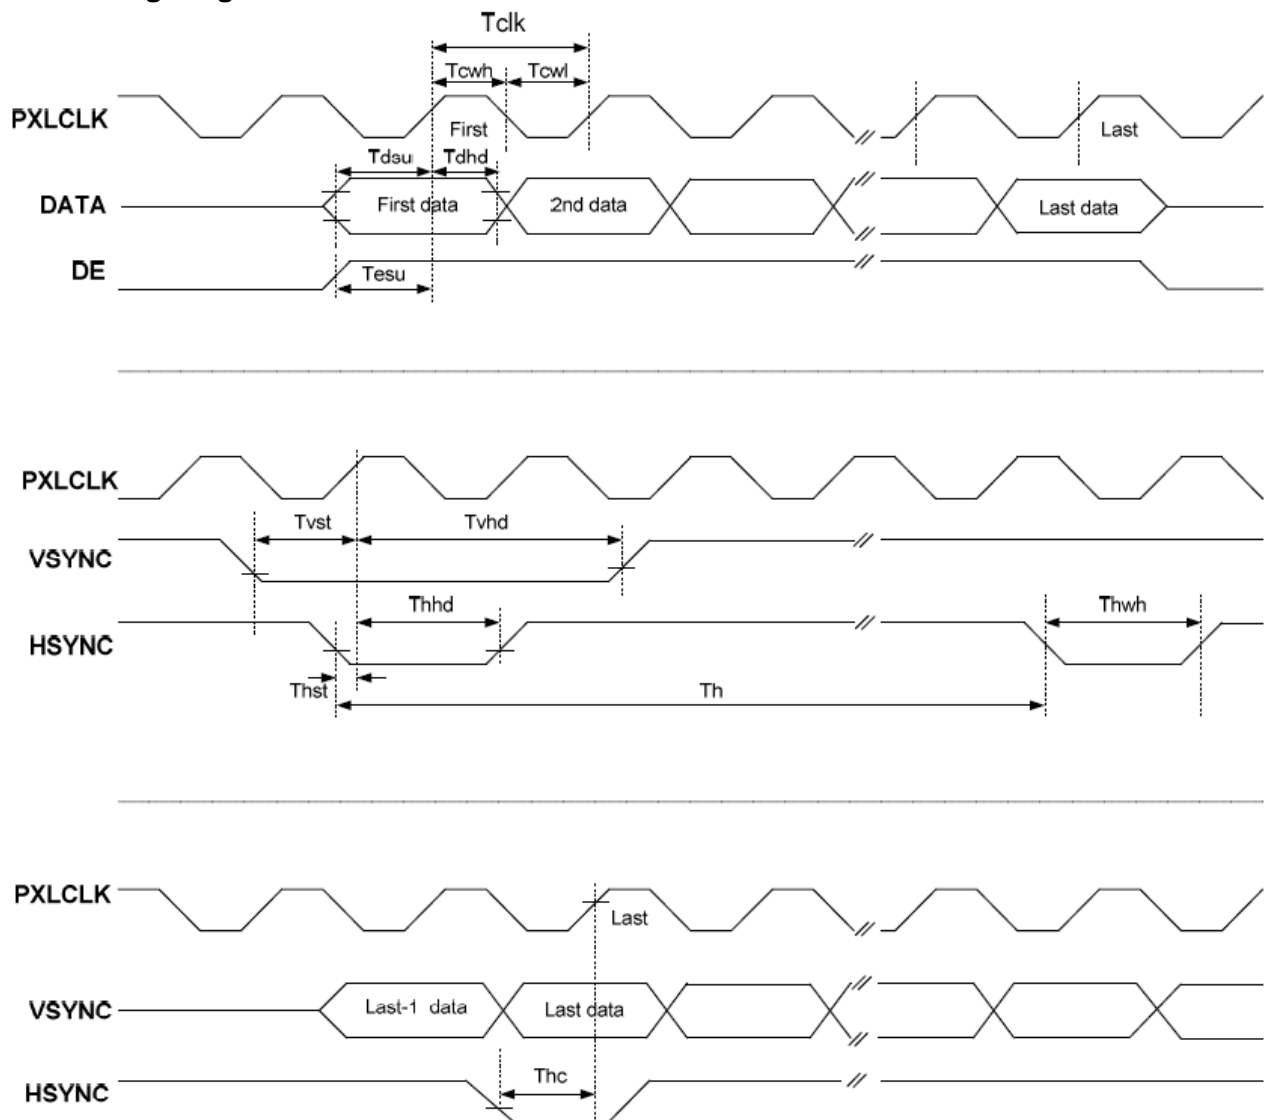 Tclk
Tcwh Tcwl
PXLCLK First Last
Tdsu Tdhd
DATA First data 2nd data Last data
DE Tesu
PXLCLK
Tvst Tvhd
VSYNC
Thhd Thwh
HSYNC
Thst Th
PXLCLK Last
VSYNC Last-1 data Last data
HSYNC Thc